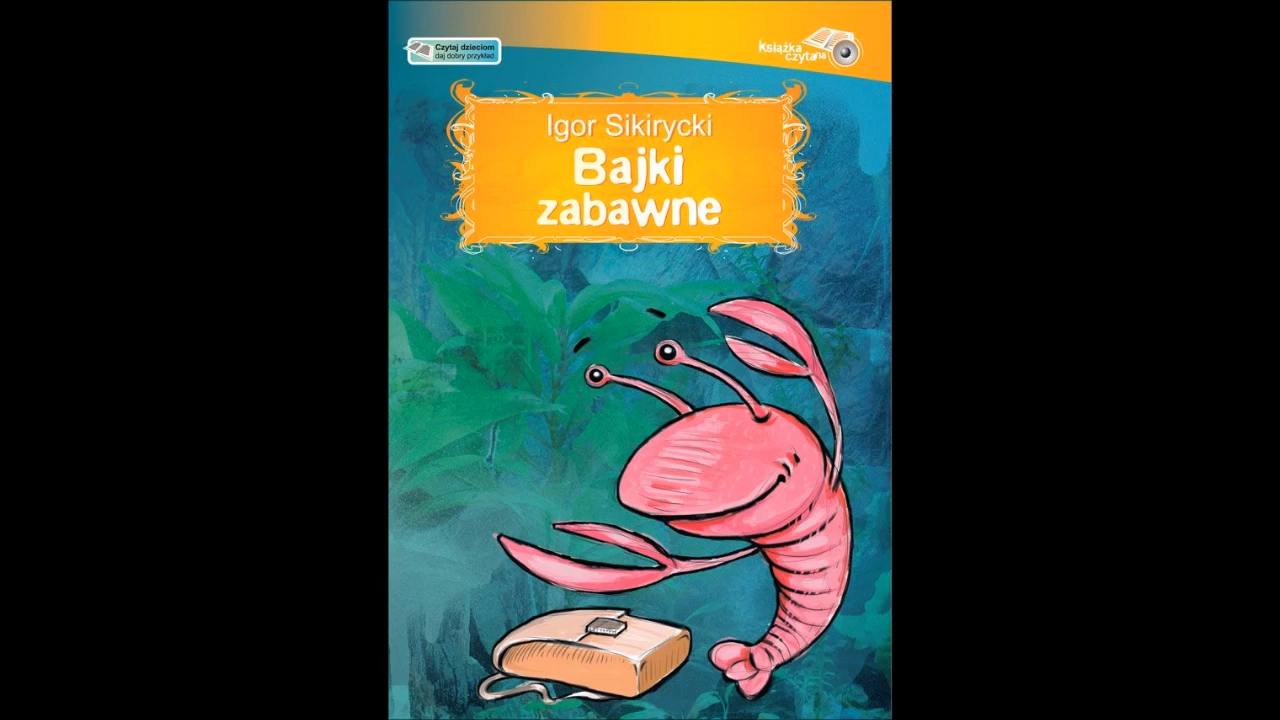 Czytaj dzieciom
daj dobry przykład
książka
czytana
Igor Sikirycki
Bajki
zabawne